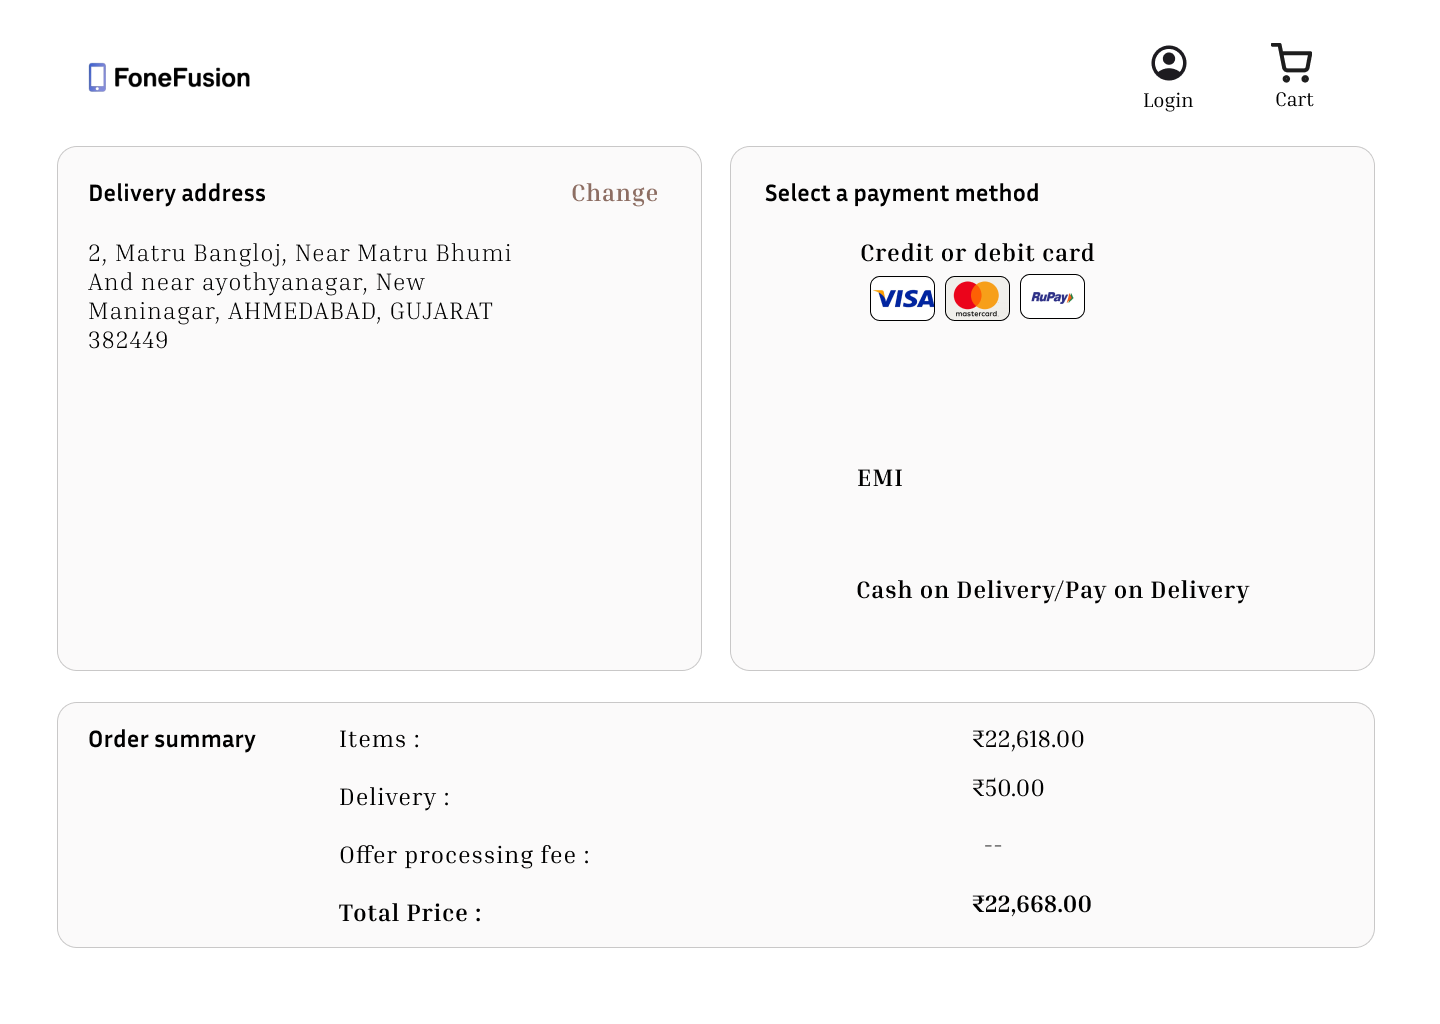 FoneFusion
Login
Cart
Delivery address
Change
2, Matru Bangloj, Near Matru Bhumi
And near ayothyanagar, New
Maninagar, AHMEDABAD, GUJARAT
382449
Select a payment method
Credit or debit card
VISA
mastercard
RuPay
EMI
Cash on Delivery/Pay on Delivery
Order summary
Items : ₹22,618.00
Delivery : ₹50.00
Offer processing fee : --
Total Price : ₹22,668.00